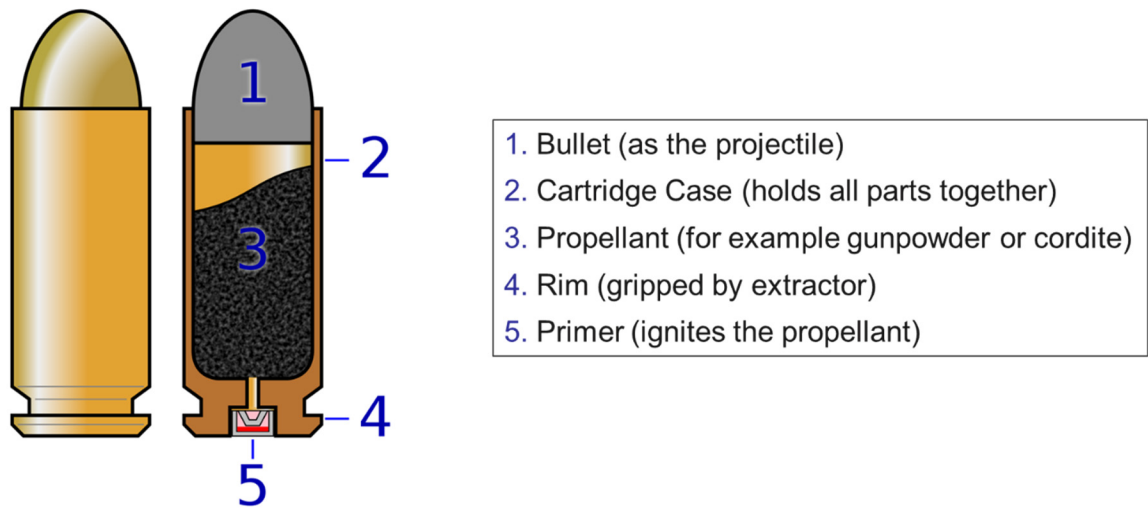 1
2
3
4
5
1. Bullet (as the projectile)
2. Cartridge Case (holds all parts together)
3. Propellant (for example gunpowder or cordite)
4. Rim (gripped by extractor)
5. Primer (ignites the propellant)